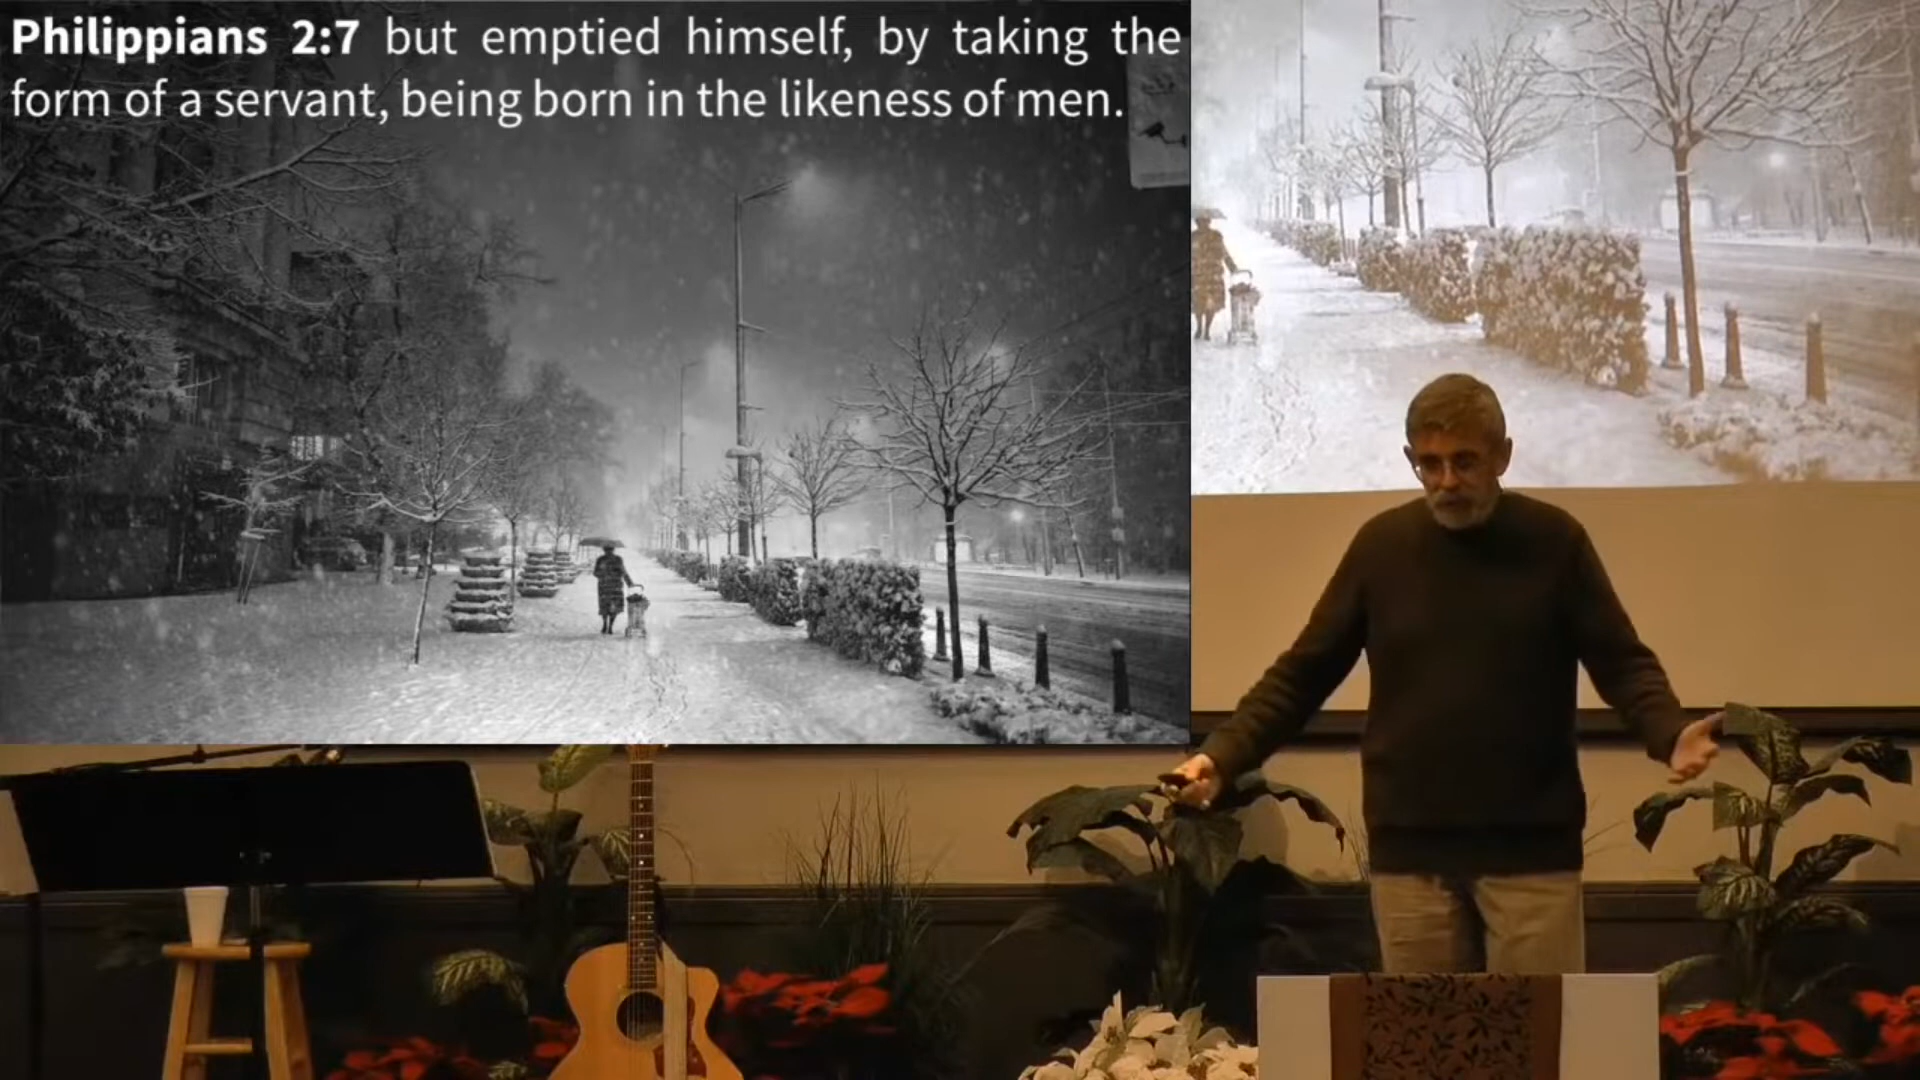 Philippians 2:7 but emptied himself, by taking the
form of a servant, being born in the likeness of men.